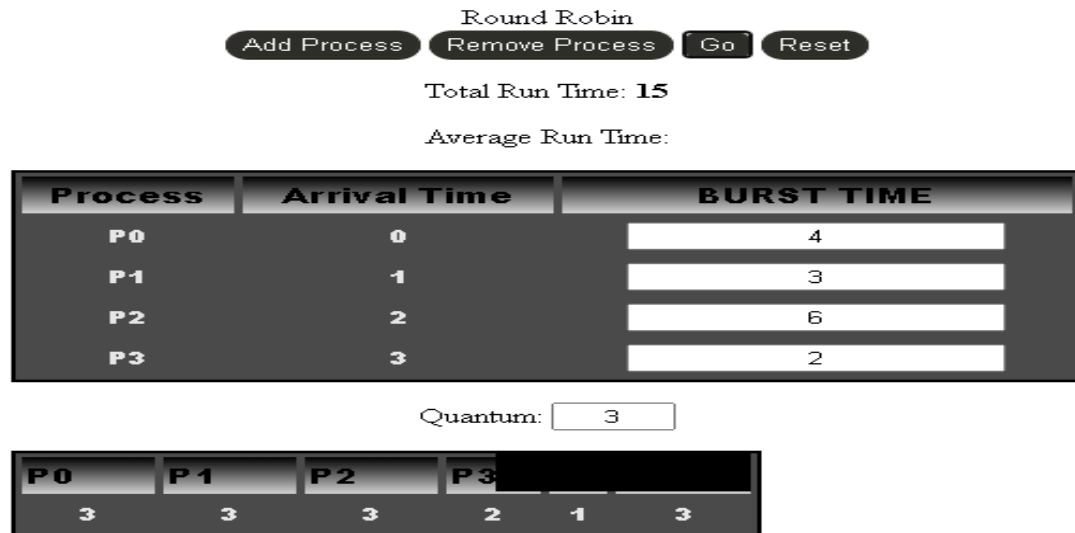 Round Robin
Add Process Remove Process Go Reset
Total Run Time: 15
Average Run Time:
Process Arrival Time BURST TIME
P0 0 4
P1 1 3
P2 2 6
P3 3 2
Quantum: 3
P0 P1 P2 P3
3 3 3 2 1 3